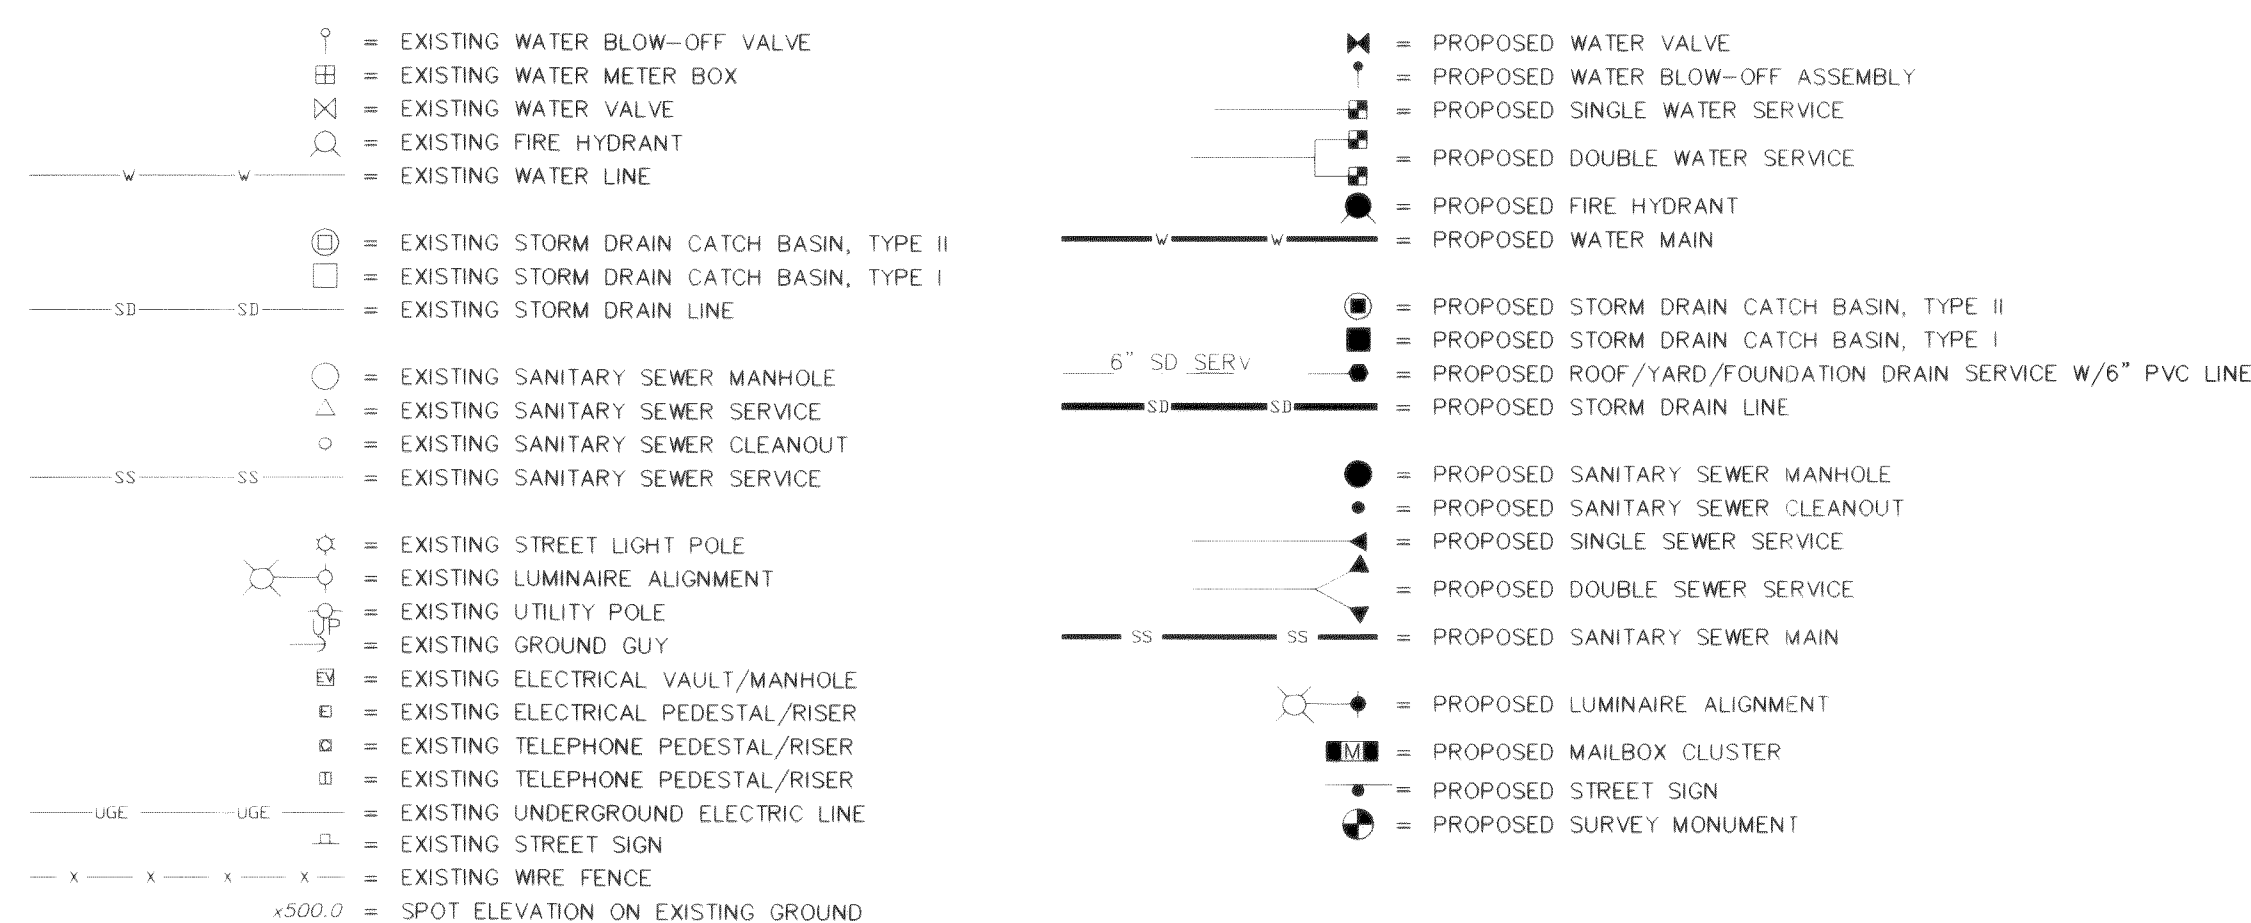 = EXISTING WATER BLOW-OFF VALVE
= EXISTING WATER METER BOX
= EXISTING WATER VALVE
= EXISTING FIRE HYDRANT
W W = EXISTING WATER LINE
= EXISTING STORM DRAIN CATCH BASIN, TYPE II
= EXISTING STORM DRAIN CATCH BASIN, TYPE I
SD SD = EXISTING STORM DRAIN LINE
= EXISTING SANITARY SEWER MANHOLE
= EXISTING SANITARY SEWER SERVICE
= EXISTING SANITARY SEWER CLEANOUT
SS SS = EXISTING SANITARY SEWER SERVICE
= EXISTING STREET LIGHT POLE
= EXISTING LUMINAIRE ALIGNMENT
= EXISTING UTILITY POLE
UP
= EXISTING GROUND GUY
EV = EXISTING ELECTRICAL VAULT/MANHOLE
E = EXISTING ELECTRICAL PEDESTAL/RISER
= EXISTING TELEPHONE PEDESTAL/RISER
= EXISTING TELEPHONE PEDESTAL/RISER
UGE UGE = EXISTING UNDERGROUND ELECTRIC LINE
= EXISTING STREET SIGN
X X X X = EXISTING WIRE FENCE
x500.0 = SPOT ELEVATION ON EXISTING GROUND
= PROPOSED WATER VALVE
= PROPOSED WATER BLOW-OFF ASSEMBLY
= PROPOSED SINGLE WATER SERVICE
= PROPOSED DOUBLE WATER SERVICE
= PROPOSED FIRE HYDRANT
W W = PROPOSED WATER MAIN
= PROPOSED STORM DRAIN CATCH BASIN, TYPE II
= PROPOSED STORM DRAIN CATCH BASIN, TYPE I
6" SD SERV = PROPOSED ROOF/YARD/FOUNDATION DRAIN SERVICE W/6" PVC LINE
SD SD = PROPOSED STORM DRAIN LINE
= PROPOSED SANITARY SEWER MANHOLE
= PROPOSED SANITARY SEWER CLEANOUT
= PROPOSED SINGLE SEWER SERVICE
= PROPOSED DOUBLE SEWER SERVICE
SS SS = PROPOSED SANITARY SEWER MAIN
= PROPOSED LUMINAIRE ALIGNMENT
M = PROPOSED MAILBOX CLUSTER
= PROPOSED STREET SIGN
= PROPOSED SURVEY MONUMENT